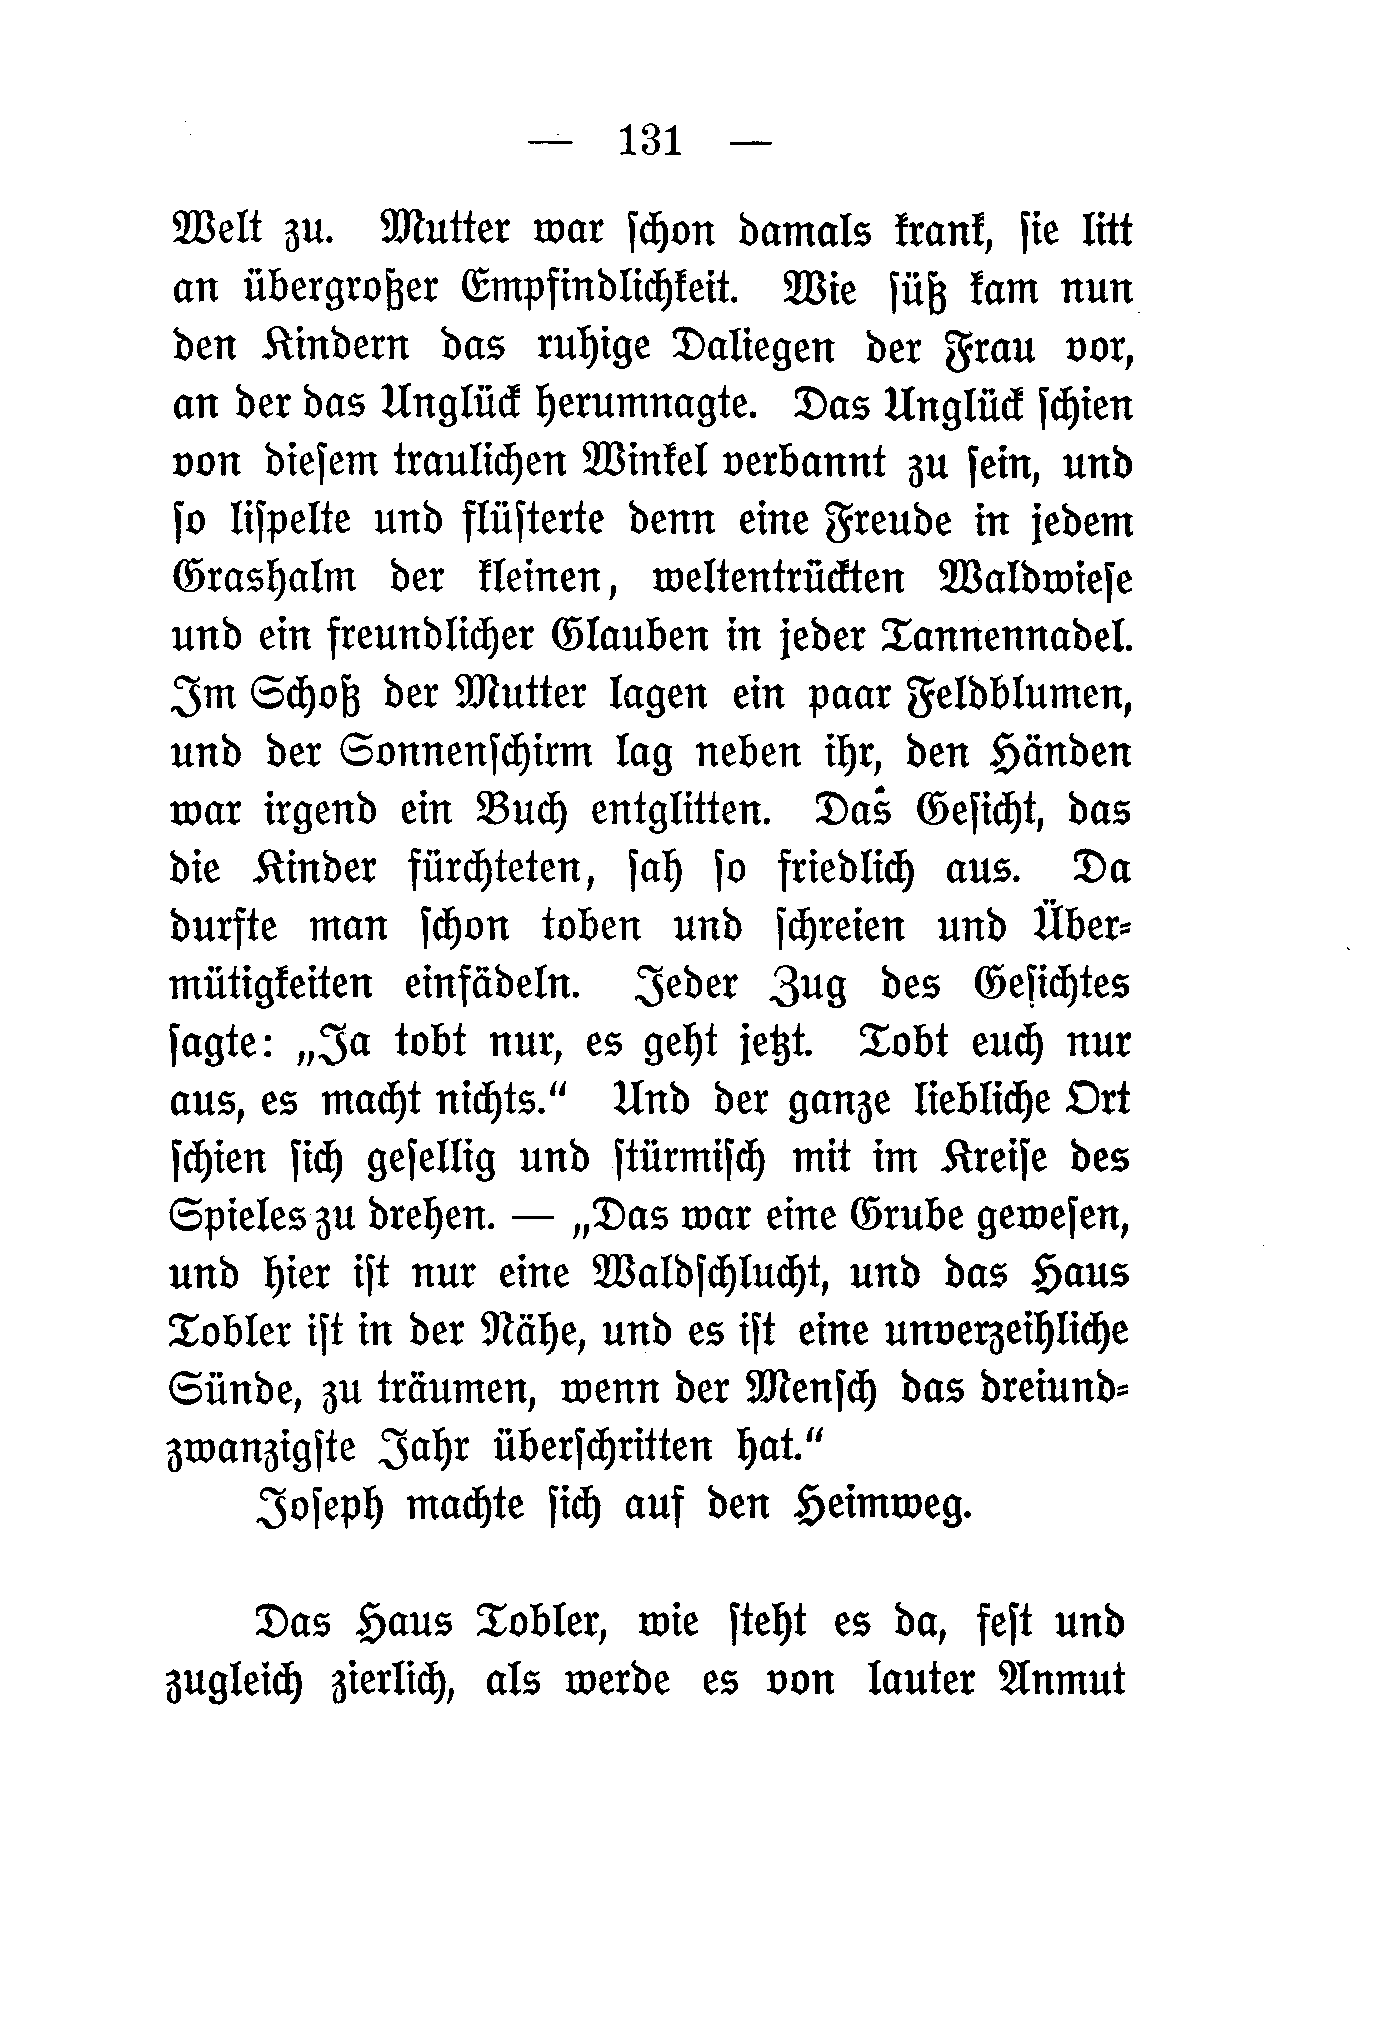 — 131 —
Welt zu. Mutter war ſchon damals krank, ſie litt
an übergroßer Empfindlichkeit. Wie ſüß kam nun
den Kindern das ruhige Daliegen der Frau vor,
an der das Unglück herumnagte. Das Unglück ſchien
von dieſem traulichen Winkel verbannt zu ſein, und
ſo liſpelte und flüſterte denn eine Freude in jedem
Grashalm der kleinen, weltentrückten Waldwieſe
und ein freundlicher Glauben in jeder Tannennadel.
Im Schoß der Mutter lagen ein paar Feldblumen,
und der Sonnenſchirm lag neben ihr, den Händen
war irgend ein Buch entglitten. Das Geſicht, das
die Kinder fürchteten, ſah ſo friedlich aus. Da
durfte man ſchon toben und ſchreien und Über⸗
mütigkeiten einfädeln. Jeder Zug des Geſichtes
ſagte: „Ja tobt nur, es geht jetzt. Tobt euch nur
aus, es macht nichts.“ Und der ganze liebliche Ort
ſchien ſich geſellig und ſtürmiſch mit im Kreiſe des
Spieles zu drehen. — „Das war eine Grube geweſen,
und hier iſt nur eine Waldſchlucht, und das Haus
Tobler iſt in der Nähe, und es iſt eine unverzeihliche
Sünde, zu träumen, wenn der Menſch das dreiund⸗
zwanzigſte Jahr überſchritten hat.“
Joſeph machte ſich auf den Heimweg.
Das Haus Tobler, wie ſteht es da, feſt und
zugleich zierlich, als werde es von lauter Anmut